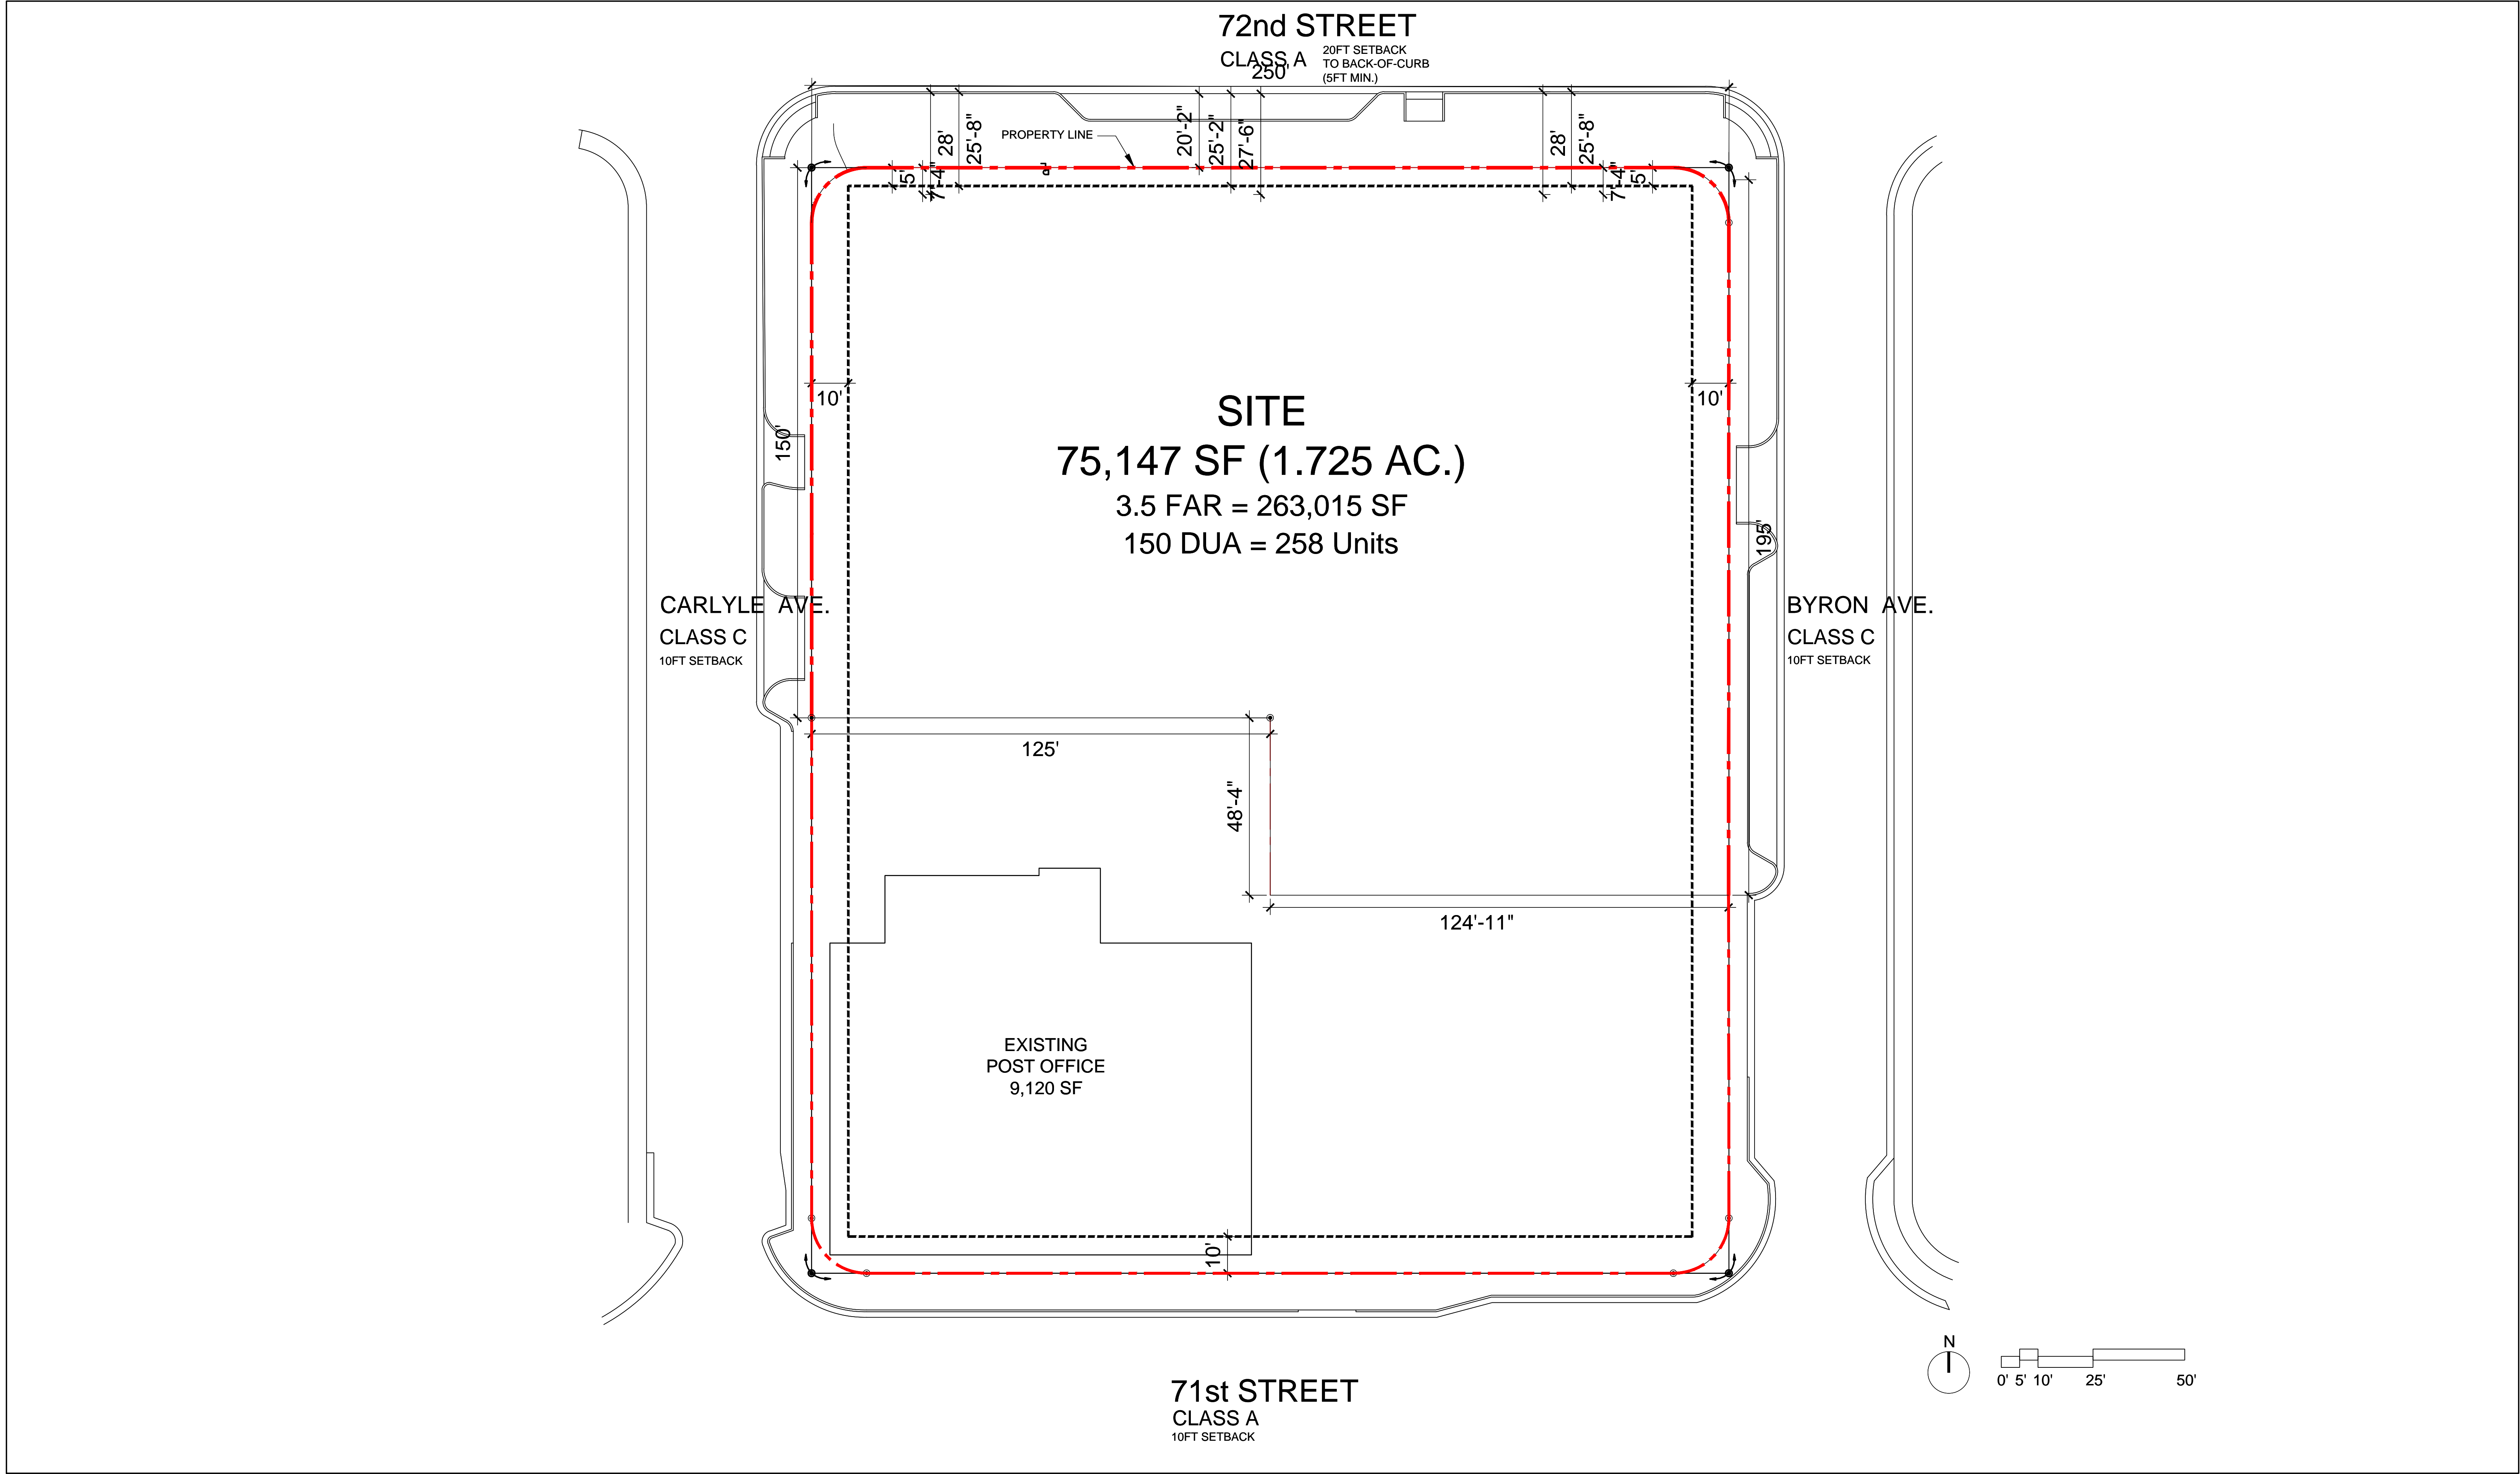 72nd STREET
CLASS A
20FT SETBACK
TO BACK-OF-CURB
(5FT MIN.)
250'
PROPERTY LINE
28'
25'-8"
20'-2"
25'-2"
27'-6"
28'
25'-8"
5'
7'-4"
7'-4"
5'
10'
10'
SITE
75,147 SF (1.725 AC.)
3.5 FAR = 263,015 SF
150 DUA = 258 Units
150'
195'
CARLYLE AVE.
CLASS C
10FT SETBACK
BYRON AVE.
CLASS C
10FT SETBACK
125'
48'-4"
124'-11"
EXISTING
POST OFFICE
9,120 SF
10'
N
0' 5' 10' 25' 50'
71st STREET
CLASS A
10FT SETBACK